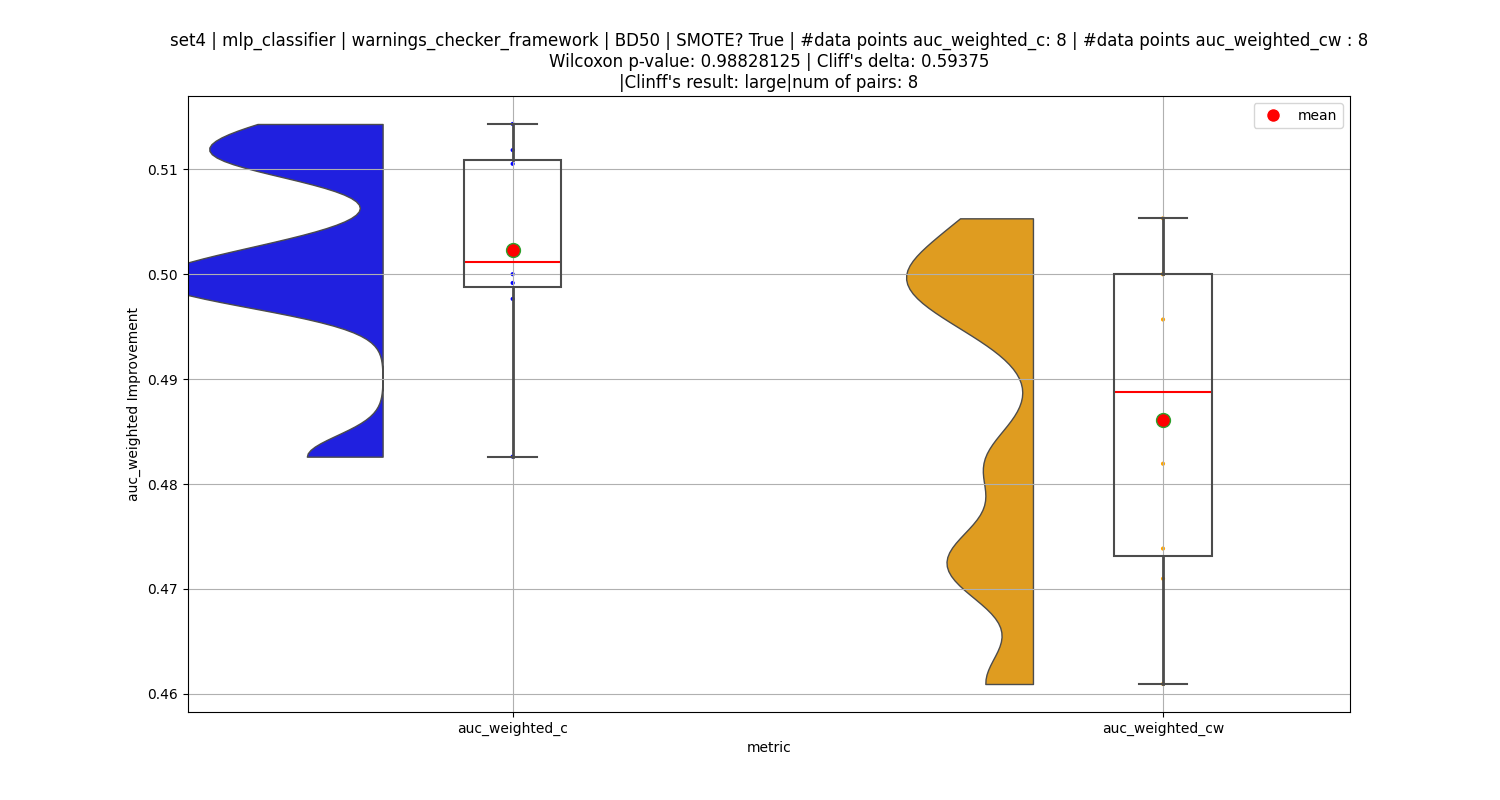 set4 | mlp_classifier | warnings_checker_framework | BD50 | SMOTE? True | #data points auc_weighted_c: 8 | #data points auc_weighted_cw : 8
Wilcoxon p-value: 0.98828125 | Cliff's delta: 0.59375
|Clinff's result: large|num of pairs: 8
mean
0.51
0.50
0.49
0.48
0.47
0.46
auc_weighted Improvement
auc_weighted_c
auc_weighted_cw
metric